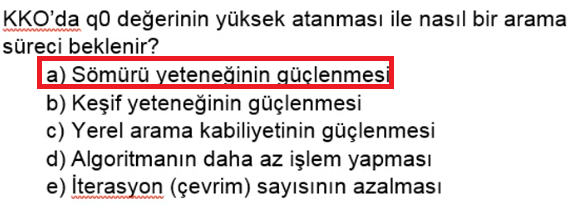 KKO’da q0 değerinin yüksek atanması ile nasıl bir arama
süreci beklenir?
a) Sömürü yeteneğinin güçlenmesi
b) Keşif yeteneğinin güçlenmesi
c) Yerel arama kabiliyetinin güçlenmesi
d) Algoritmanın daha az işlem yapması
e) İterasyon (çevrim) sayısının azalması